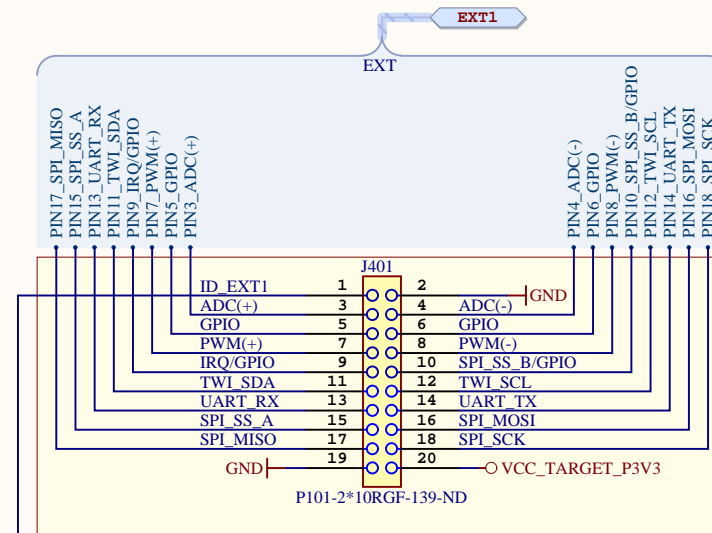 EXT1
EXT
PIN17_SPI_MISO
PIN15_SPI_SS_A
PIN13_UART_RX
PIN11_TWI_SDA
PIN9_IRQ/GPIO
PIN7_PWM(+)
PIN5_GPIO
PIN3_ADC(+)
PIN4_ADC(-)
PIN6_GPIO
PIN8_PWM(-)
PIN10_SPI_SS_B/GPIO
PIN12_TWI_SCL
PIN14_UART_TX
PIN16_SPI_MOSI
PIN18_SPI_SCK
J401
ID_EXT1 1 2 GND
ADC(+) 3 4 ADC(-)
GPIO 5 6 GPIO
PWM(+) 7 8 PWM(-)
IRQ/GPIO 9 10 SPI_SS_B/GPIO
TWI_SDA 11 12 TWI_SCL
UART_RX 13 14 UART_TX
SPI_SS_A 15 16 SPI_MOSI
SPI_MISO 17 18 SPI_SCK
GND 19 20 VCC_TARGET_P3V3
P101-2*10RGF-139-ND